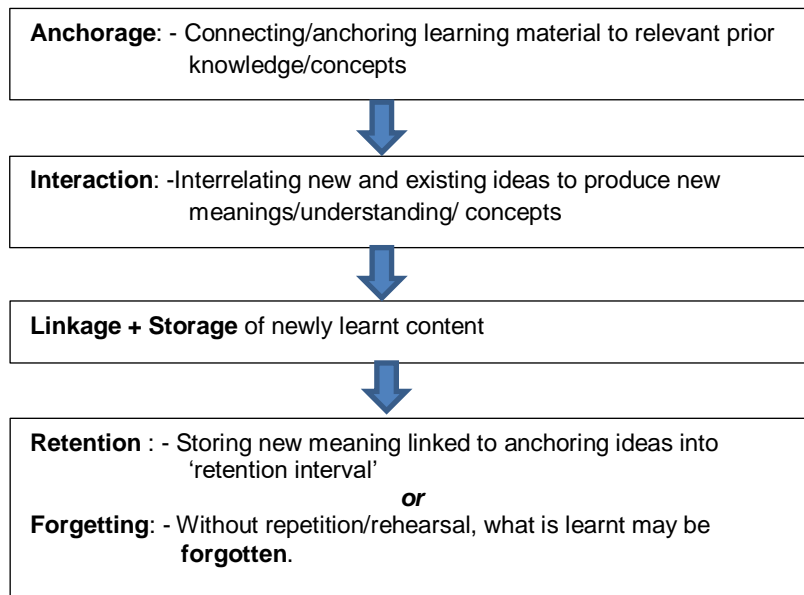 Anchorage: - Connecting/anchoring learning material to relevant prior
knowledge/concepts
Interaction: -Interrelating new and existing ideas to produce new
meanings/understanding/ concepts
Linkage + Storage of newly learnt content
Retention : - Storing new meaning linked to anchoring ideas into
‘retention interval’
or
Forgetting: - Without repetition/rehearsal, what is learnt may be
forgotten.